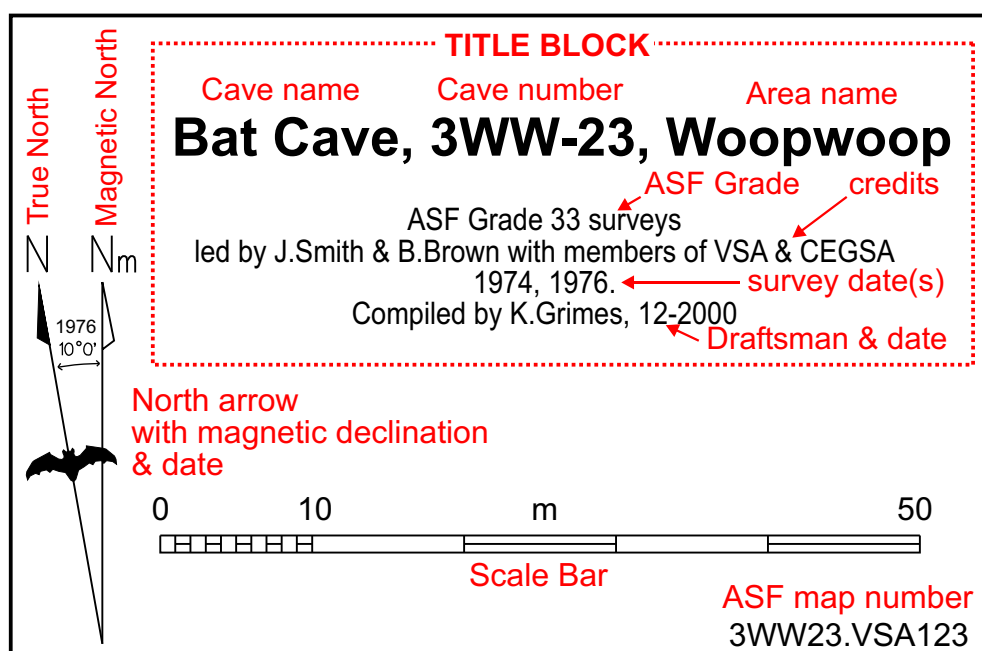 TITLE BLOCK
Cave name Cave number Area name
Bat Cave, 3WW-23, Woopwoop
ASF Grade credits
ASF Grade 33 surveys
led by J.Smith & B.Brown with members of VSA & CEGSA
1974, 1976. survey date(s)
Compiled by K.Grimes, 12-2000
Draftsman & date
True North
Magnetic North
N Nm
1976
10°0'
North arrow
with magnetic declination
& date
0 10 m 50
Scale Bar
ASF map number
3WW23.VSA123